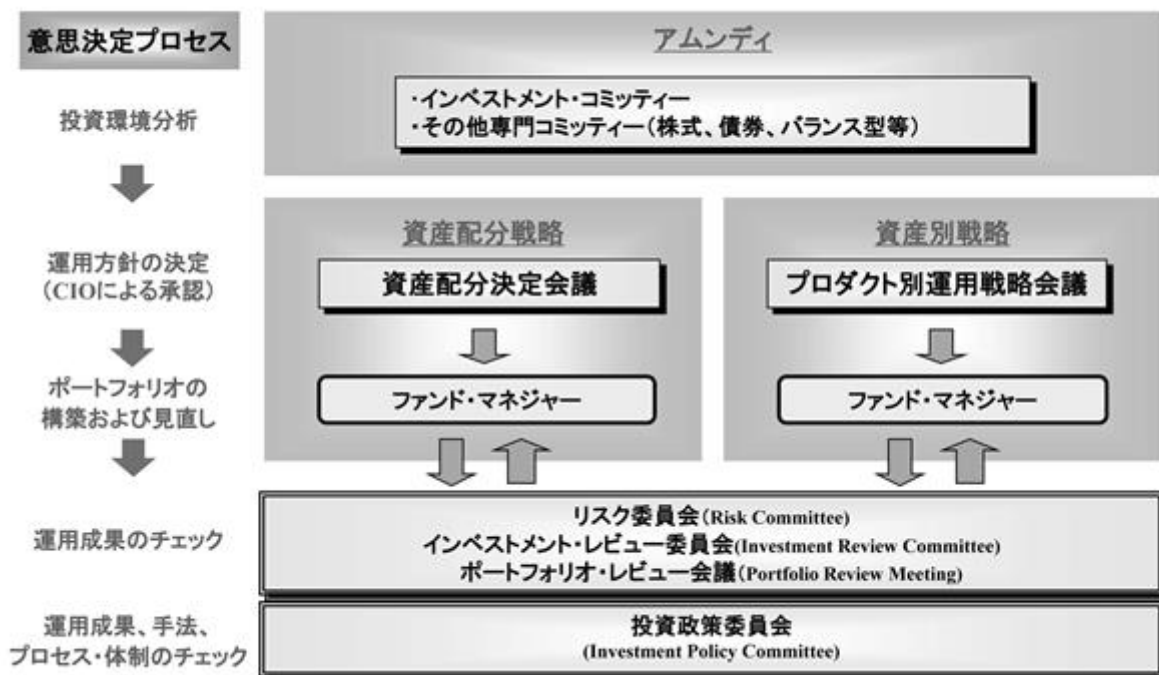 意思決定プロセス
アムンディ
投資環境分析
・インベストメント・コミッティー
・その他専門コミッティー（株式、債券、バランス型等）
資産配分戦略
資産別戦略
運用方針の決定
（CIOによる承認）
資産配分決定会議
プロダクト別運用戦略会議
ポートフォリオの
構築および見直し
ファンド・マネジャー
ファンド・マネジャー
運用成果のチェック
リスク委員会（Risk Committee）
インベストメント・レビュー委員会(Investment Review Committee)
ポートフォリオ・レビュー会議(Portfolio Review Meeting)
運用成果、手法、
プロセス・体制のチェック
投資政策委員会
(Investment Policy Committee)